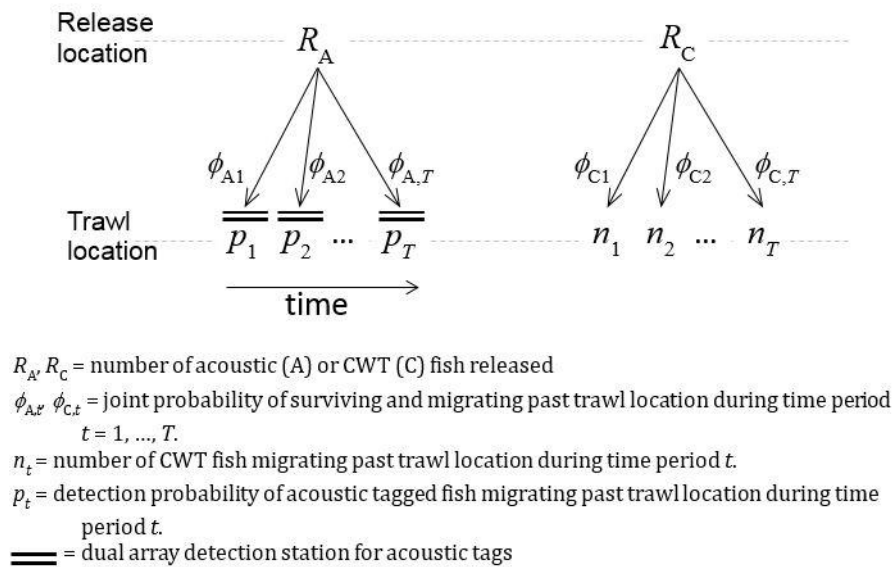 Release location
R_A R_C
ϕ_A1 ϕ_A2 ϕ_A,T ϕ_C1 ϕ_C2 ϕ_C,T
Trawl location
p_1 p_2 ... p_T n_1 n_2 ... n_T
time
R_A, R_C = number of acoustic (A) or CWT (C) fish released
ϕ_A,t, ϕ_C,t = joint probability of surviving and migrating past trawl location during time period
t = 1, ..., T.
n_t = number of CWT fish migrating past trawl location during time period t.
p_t = detection probability of acoustic tagged fish migrating past trawl location during time
period t.
= dual array detection station for acoustic tags